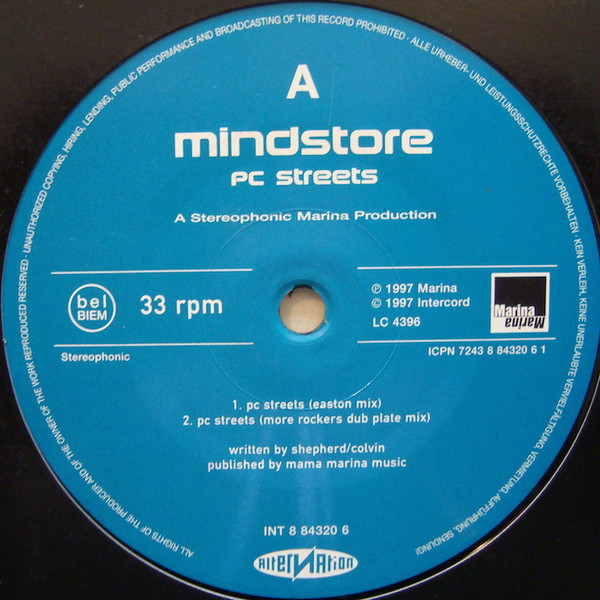 ALL RIGHTS OF THE PRODUCER AND OF THE OWNER OF THE WORK REPRODUCED RESERVED - UNAUTHORIZED COPYING, HIRING, LENDING, PUBLIC PERFORMANCE AND BROADCASTING OF THIS RECORD PROHIBITED · ALLE URHEBER- UND LEISTUNGSSCHUTZRECHTE VORBEHALTEN · KEIN VERLEIH, KEINE UNERLAUBTE VERVIELFÄLTIGUNG, VERMIETUNG, AUFFÜHRUNG, SENDUNG!
A
mindstore
pc streets
A Stereophonic Marina Production
bel
BIEM
33 rpm
℗ 1997 Marina
© 1997 Intercord
LC 4396
Marina
Marina
Stereophonic
ICPN 7243 8 84320 6 1
1. pc streets (easton mix)
2. pc streets (more rockers dub plate mix)
written by shepherd/colvin
published by mama marina music
INT 8 84320 6
AlterNAtion